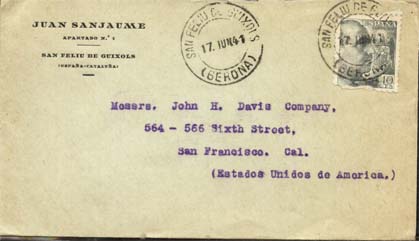 JUAN SANJAUME
APARTADO N.º 1
SAN FELIU DE GUIXOLS
(ESPAÑA-CATALUÑA)
SAN FELIU DE GUIXOLS
17. JUN 41
(GERONA)
SAN FELIU DE GUIXOLS
17. JUN 41
(GERONA)
10
Messrs. John H. Davis Company,
564 - 566 Sixth Street,
San Francisco. Cal.
(Estados Unidos de America.)